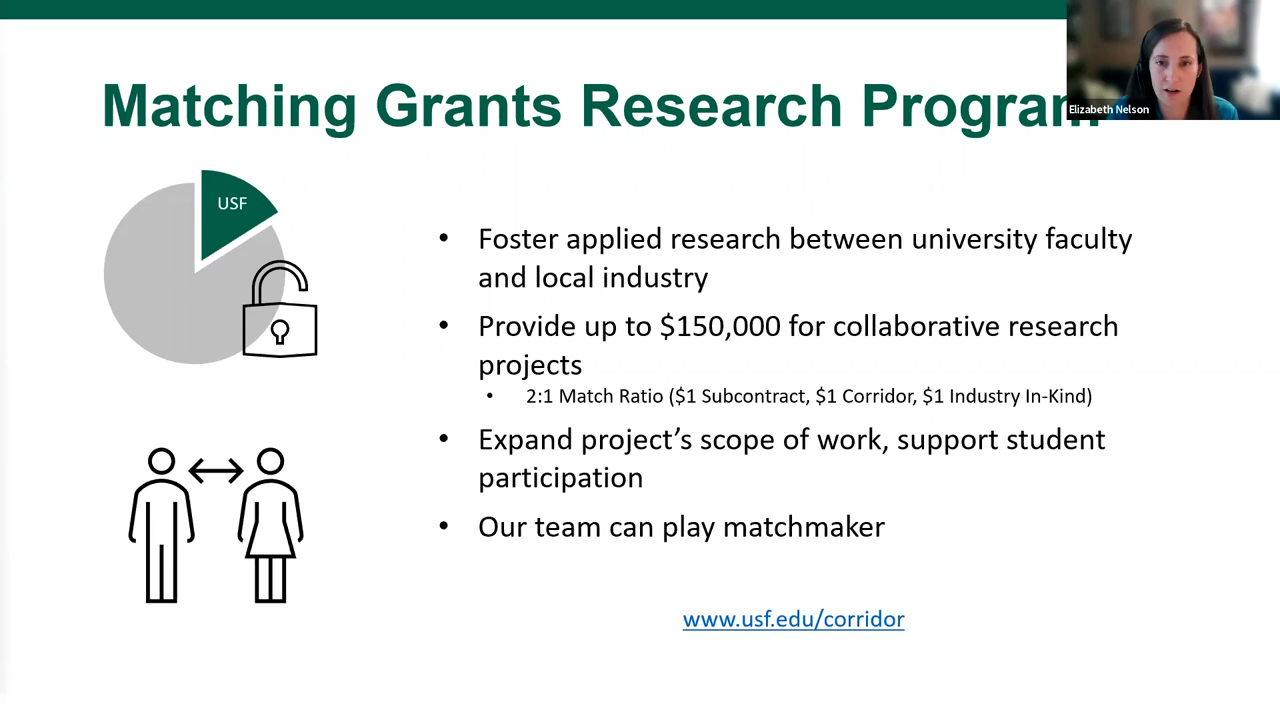 Matching Grants Research Program
Elizabeth Nelson
USF
• Foster applied research between university faculty
and local industry
• Provide up to $150,000 for collaborative research
projects
• 2:1 Match Ratio ($1 Subcontract, $1 Corridor, $1 Industry In-Kind)
• Expand project’s scope of work, support student
participation
• Our team can play matchmaker
www.usf.edu/corridor